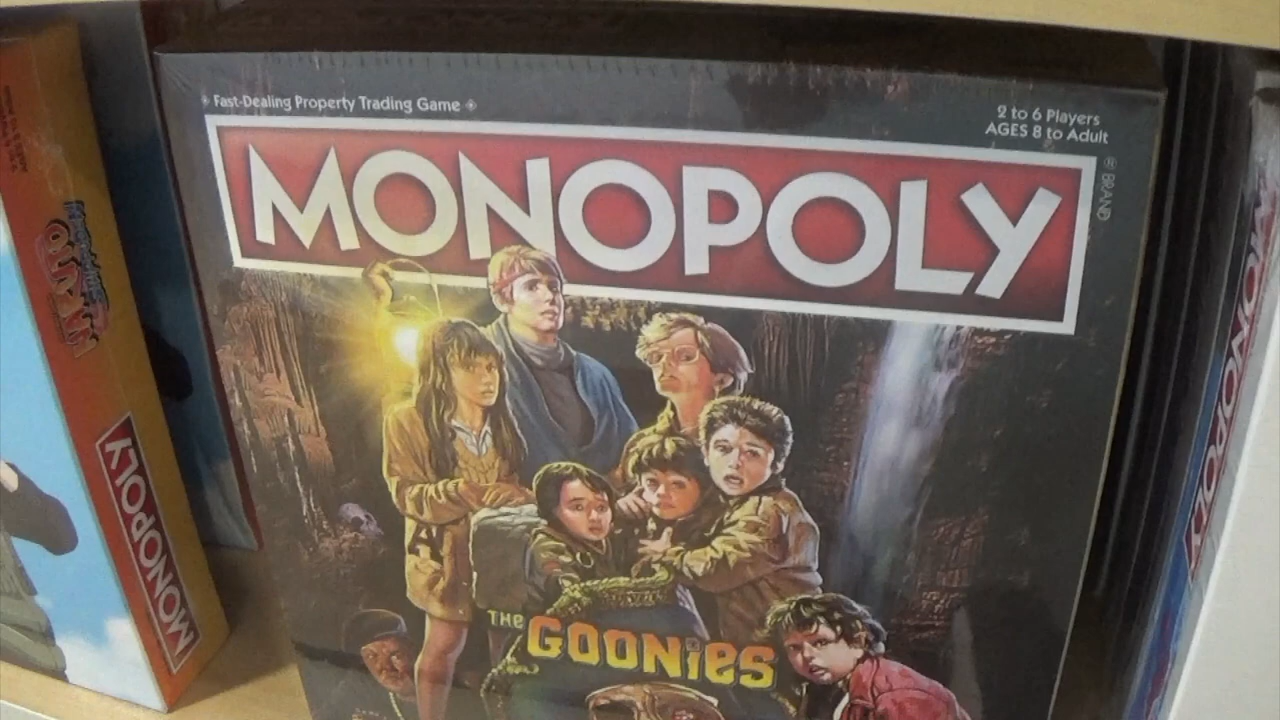 Fast-Dealing Property Trading Game
2 to 6 Players
AGES 8 to Adult
MONOPOLY
® BRAND
A
THE GOONiES
MONOPOLY
MONOPOLY